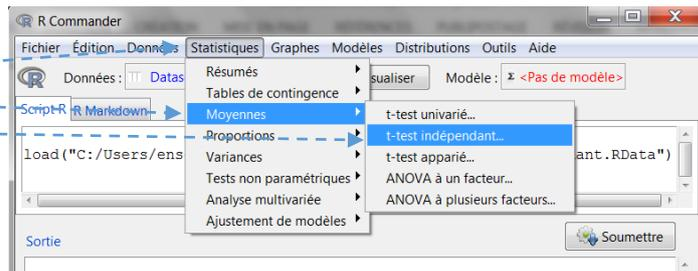 R Commander
Fichier Édition Données Statistiques Graphes Modèles Distributions Outils Aide
Données : Datas sualiser Modèle : Σ <Pas de modèle>
Script R R Markdown
Résumés
Tables de contingence
Moyennes
Proportions
Variances
Tests non paramétriques
Analyse multivariée
Ajustement de modèles
t-test univarié...
t-test indépendant...
t-test apparié...
ANOVA à un facteur...
ANOVA à plusieurs facteurs...
load("C:/Users/ens ant.RData")
Sortie
Soumettre